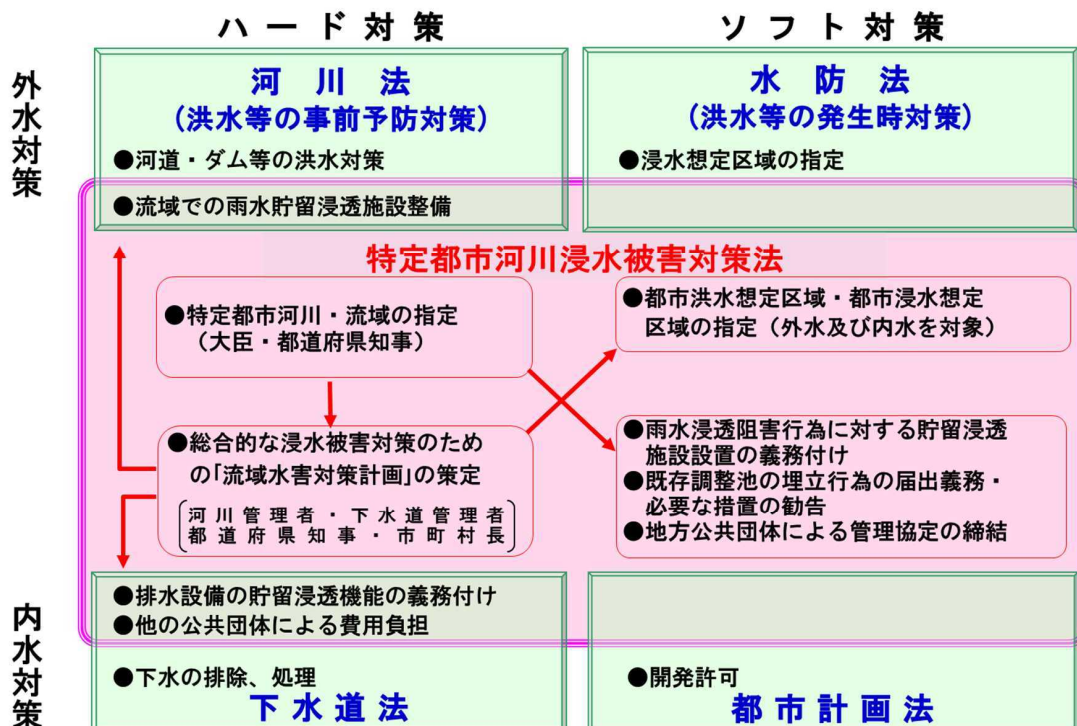 ハード対策
ソフト対策
外水対策
河川法
(洪水等の事前予防対策)
●河道・ダム等の洪水対策
●流域での雨水貯留浸透施設整備
水防法
(洪水等の発生時対策)
●浸水想定区域の指定
特定都市河川浸水被害対策法
●特定都市河川・流域の指定
(大臣・都道府県知事)
●都市洪水想定区域・都市浸水想定
区域の指定(外水及び内水を対象)
●総合的な浸水被害対策のため
の「流域水害対策計画」の策定
河川管理者・下水道管理者
都道府県知事・市町村長
●雨水浸透阻害行為に対する貯留浸透
施設設置の義務付け
●既存調整池の埋立行為の届出義務・
必要な措置の勧告
●地方公共団体による管理協定の締結
内水対策
●排水設備の貯留浸透機能の義務付け
●他の公共団体による費用負担
●下水の排除、処理
下水道法
●開発許可
都市計画法